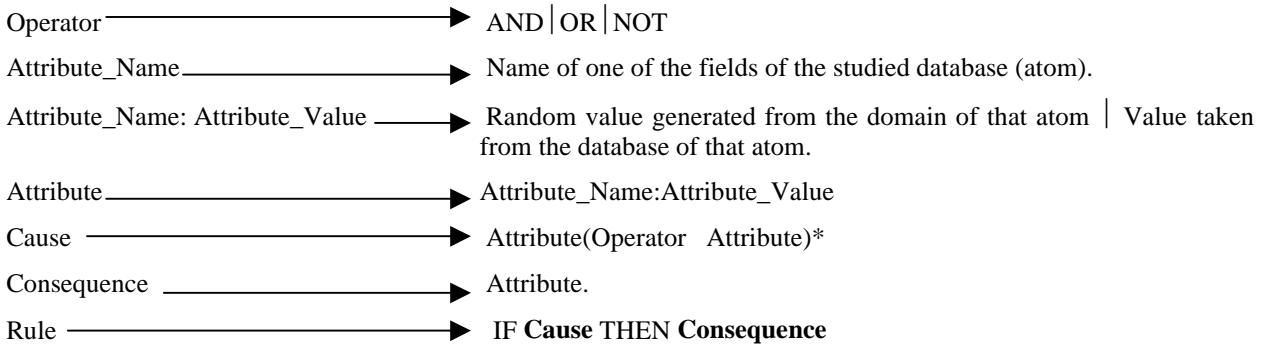 Operator AND|OR|NOT
Attribute_Name Name of one of the fields of the studied database (atom).
Attribute_Name: Attribute_Value Random value generated from the domain of that atom | Value taken
from the database of that atom.
Attribute Attribute_Name:Attribute_Value
Cause Attribute(Operator Attribute)*
Consequence Attribute.
Rule IF Cause THEN Consequence